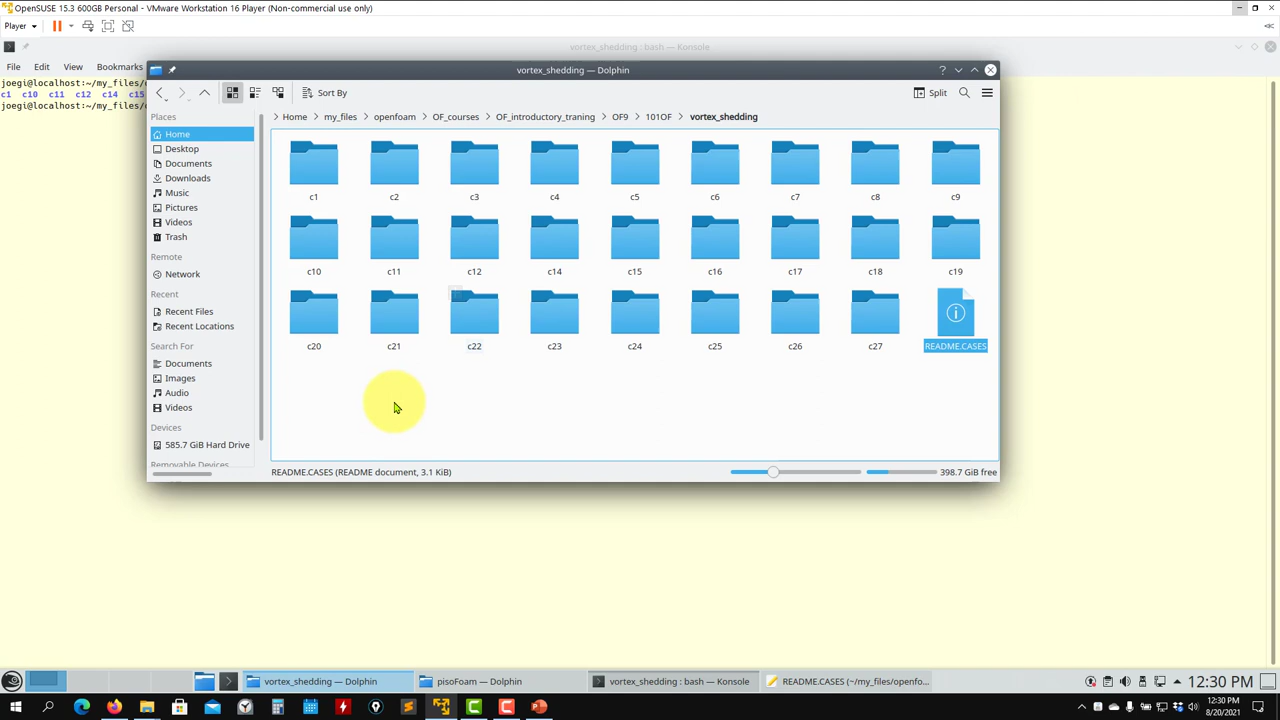 OpenSUSE 15.3 600GB Personal - VMware Workstation 16 Player (Non-commercial use only)
Player
vortex_shedding : bash — Konsole
File Edit View Bookmarks
joegi@localhost:~/my_files/
c1 c10 c11 c12 c14 c15
joegi@localhost:~/my_files/
vortex_shedding — Dolphin
Sort By
Split
Places
Home
Desktop
Documents
Downloads
Music
Pictures
Videos
Trash
Remote
Network
Recent
Recent Files
Recent Locations
Search For
Documents
Images
Audio
Videos
Devices
585.7 GiB Hard Drive
Removable Devices
Home my_files openfoam OF_courses OF_introductory_traning OF9 101OF vortex_shedding
c1 c2 c3 c4 c5 c6 c7 c8 c9
c10 c11 c12 c14 c15 c16 c17 c18 c19
c20 c21 c22 c23 c24 c25 c26 c27 README.CASES
README.CASES (README document, 3.1 KiB)
398.7 GiB free
vortex_shedding — Dolphin
pisoFoam — Dolphin
vortex_shedding : bash — Konsole
README.CASES (~/my_files/openfo...
12:30 PM
12:30 PM
8/20/2021